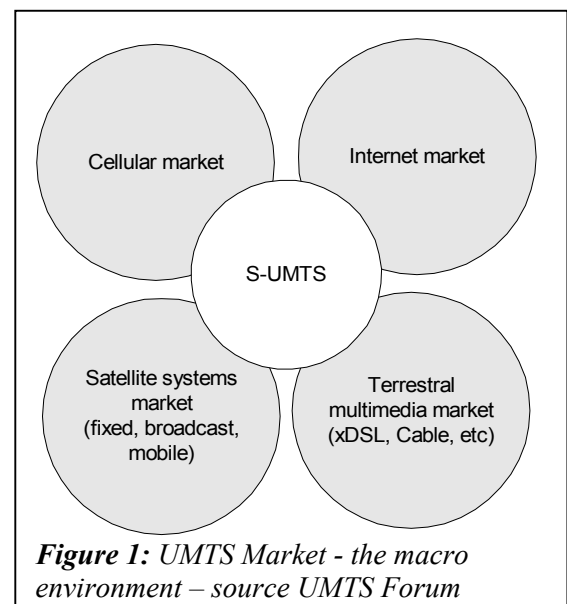 Cellular market
Internet market
S-UMTS
Satellite systems
market
(fixed, broadcast,
mobile)
Terrestral
multimedia market
(xDSL, Cable, etc)
Figure 1: UMTS Market - the macro
environment – source UMTS Forum